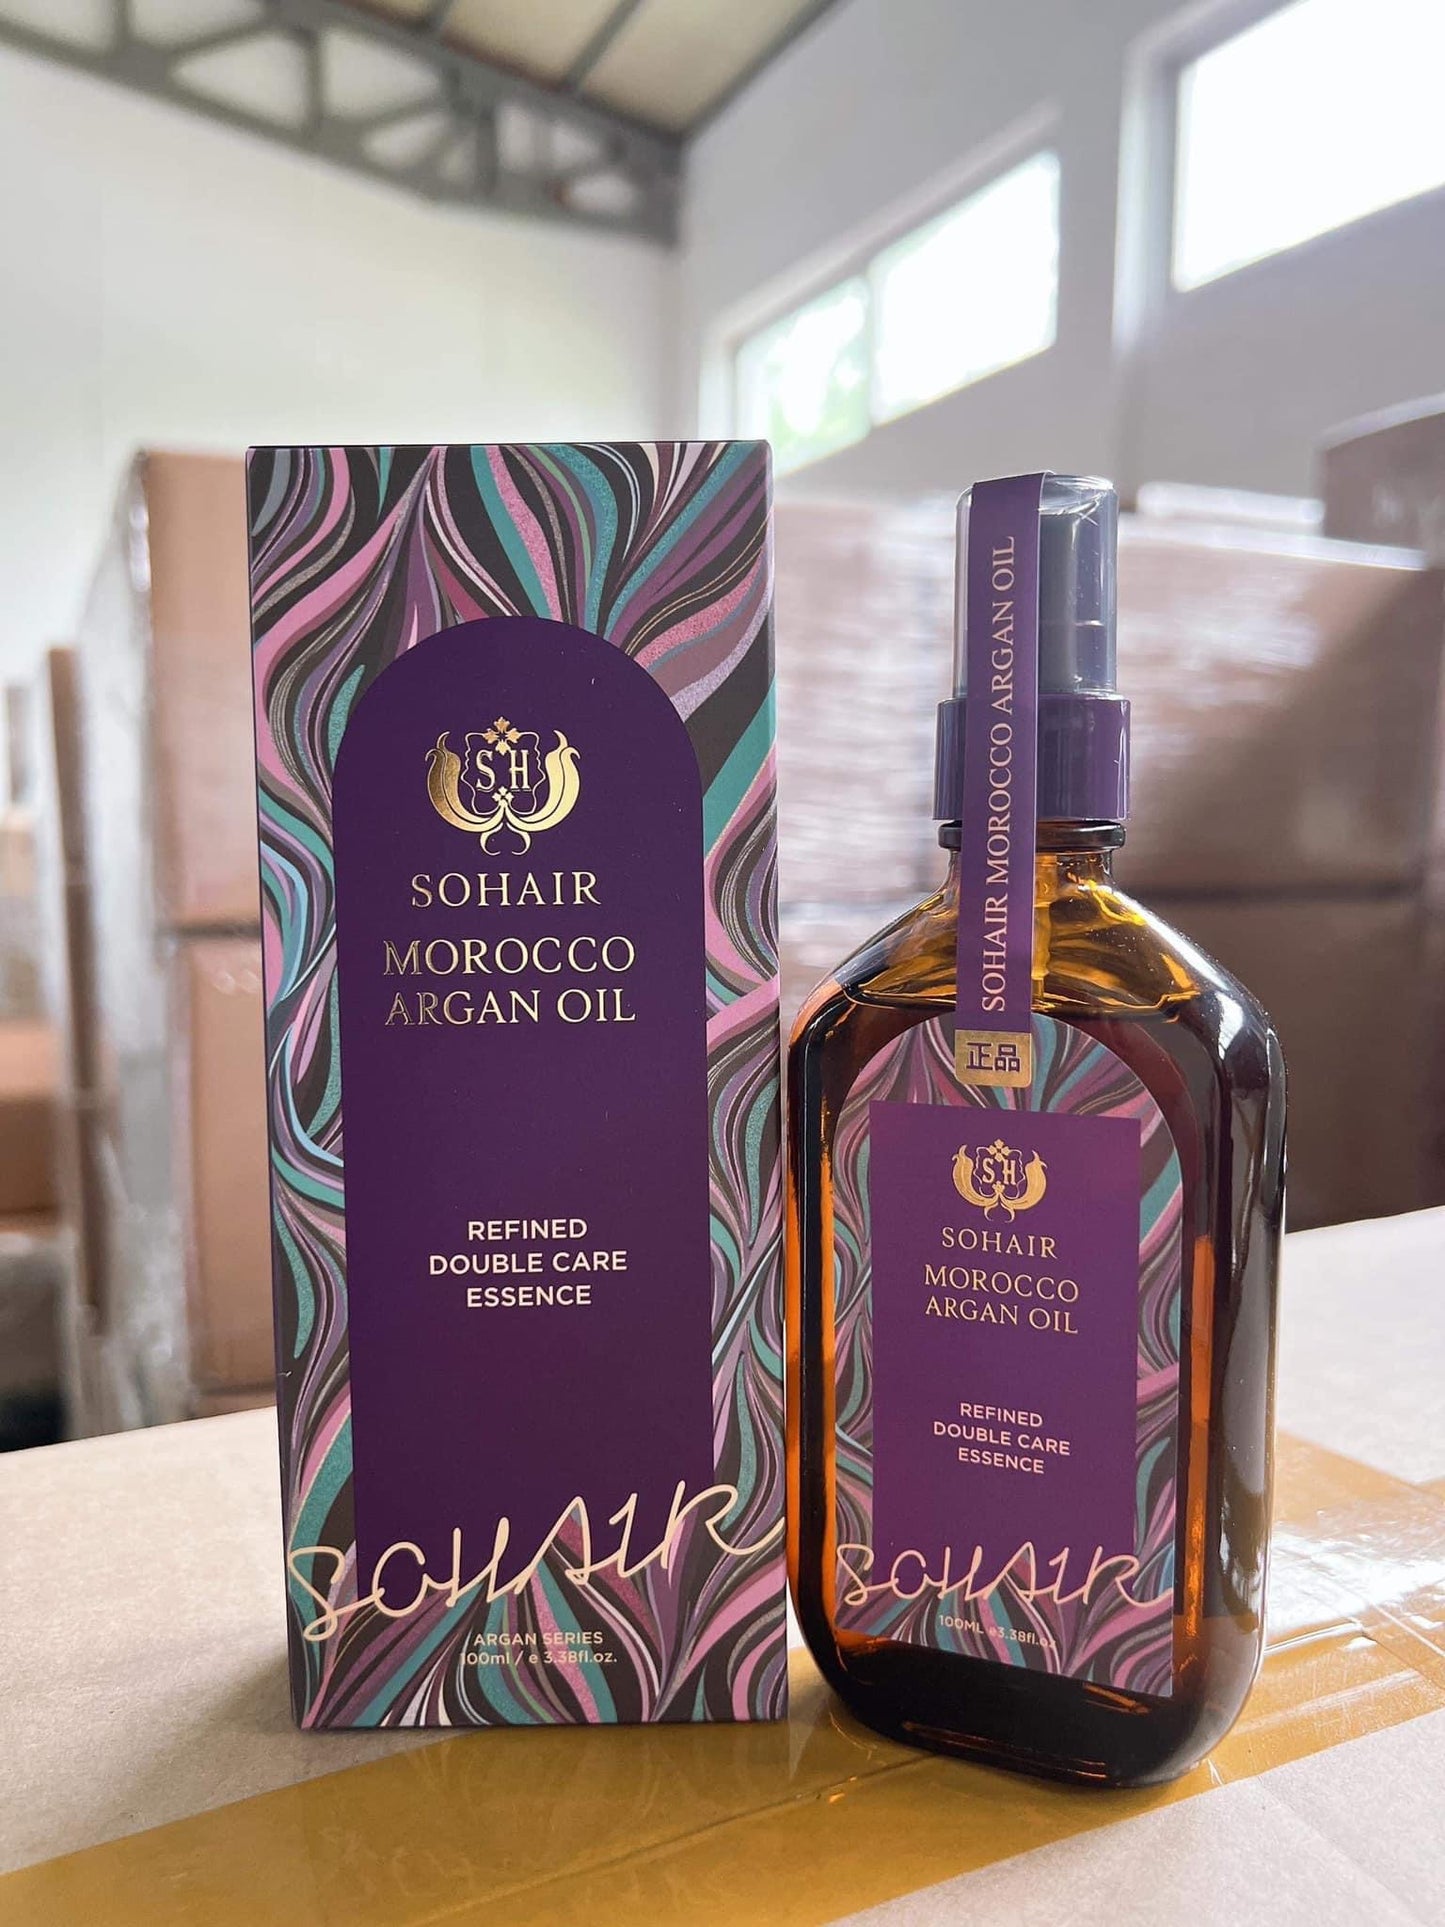 SH
SOHAIR
MOROCCO
ARGAN OIL
REFINED
DOUBLE CARE
ESSENCE
SOHAIR
ARGAN SERIES
100ml / e 3.38fl.oz.
SOHAIR MOROCCO ARGAN OIL
正品
SH
SOHAIR
MOROCCO
ARGAN OIL
REFINED
DOUBLE CARE
ESSENCE
SOHAIR
100ML e3.38fl.oz